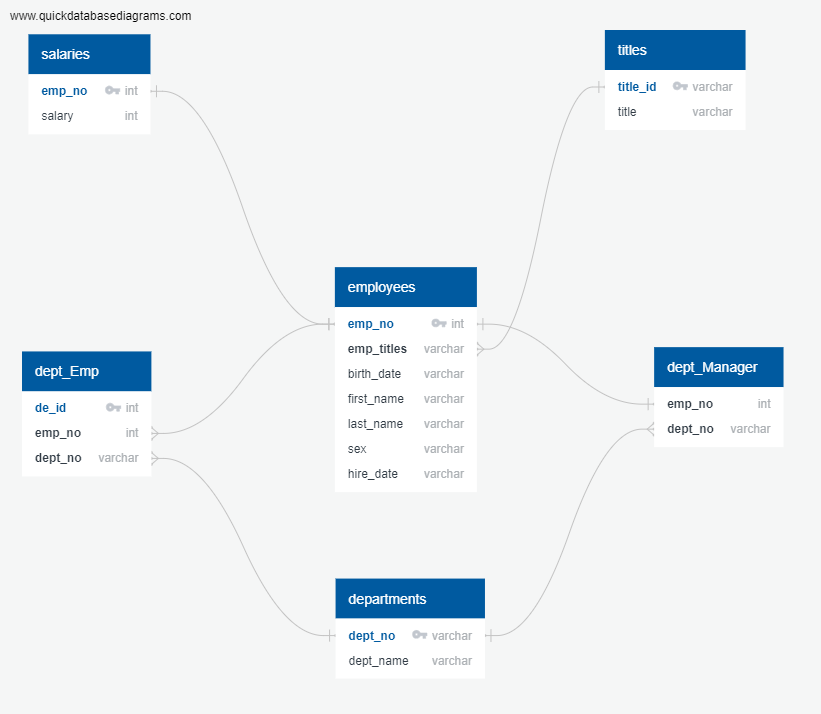 www.quickdatabasediagrams.com
salaries
emp_no int
salary int
titles
title_id varchar
title varchar
employees
emp_no int
emp_titles varchar
birth_date varchar
first_name varchar
last_name varchar
sex varchar
hire_date varchar
dept_Emp
de_id int
emp_no int
dept_no varchar
dept_Manager
emp_no int
dept_no varchar
departments
dept_no varchar
dept_name varchar